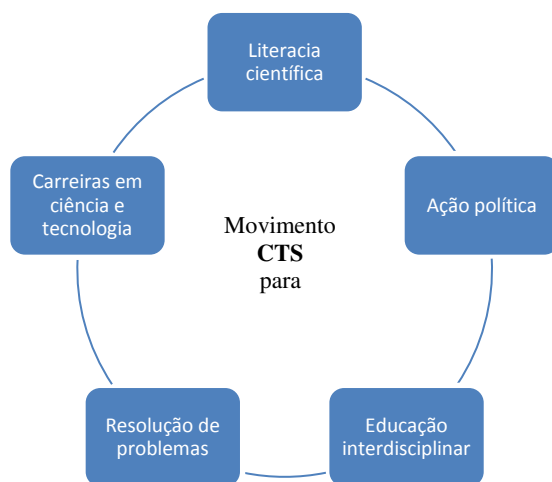 Literacia
científica
Carreiras em
ciência e
tecnologia
Ação política
Movimento
CTS
para
Resolução de
problemas
Educação
interdisciplinar